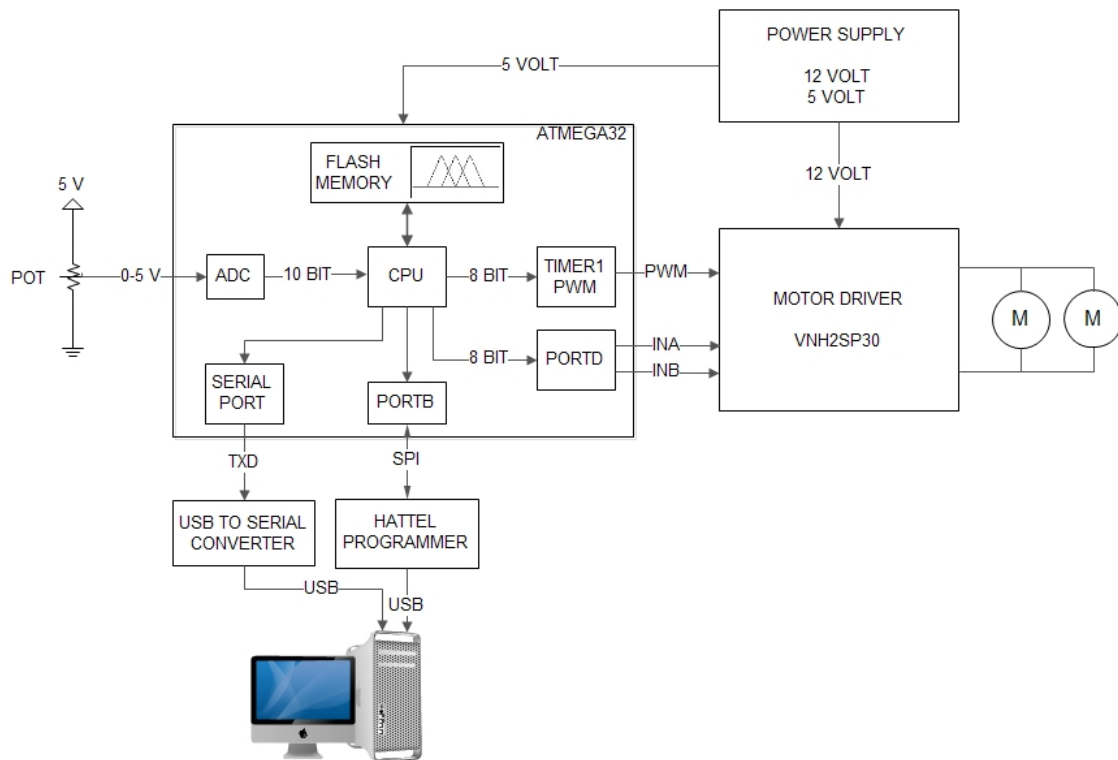 POWER SUPPLY
12 VOLT
5 VOLT
5 VOLT
ATMEGA32
FLASH
MEMORY
12 VOLT
5 V
POT
0-5 V
ADC
10 BIT
CPU
8 BIT
TIMER1
PWM
PWM
MOTOR DRIVER
VNH2SP30
M
M
8 BIT
PORTD
INA
INB
SERIAL
PORT
PORTB
TXD
SPI
USB TO SERIAL
CONVERTER
HATTEL
PROGRAMMER
USB
USB